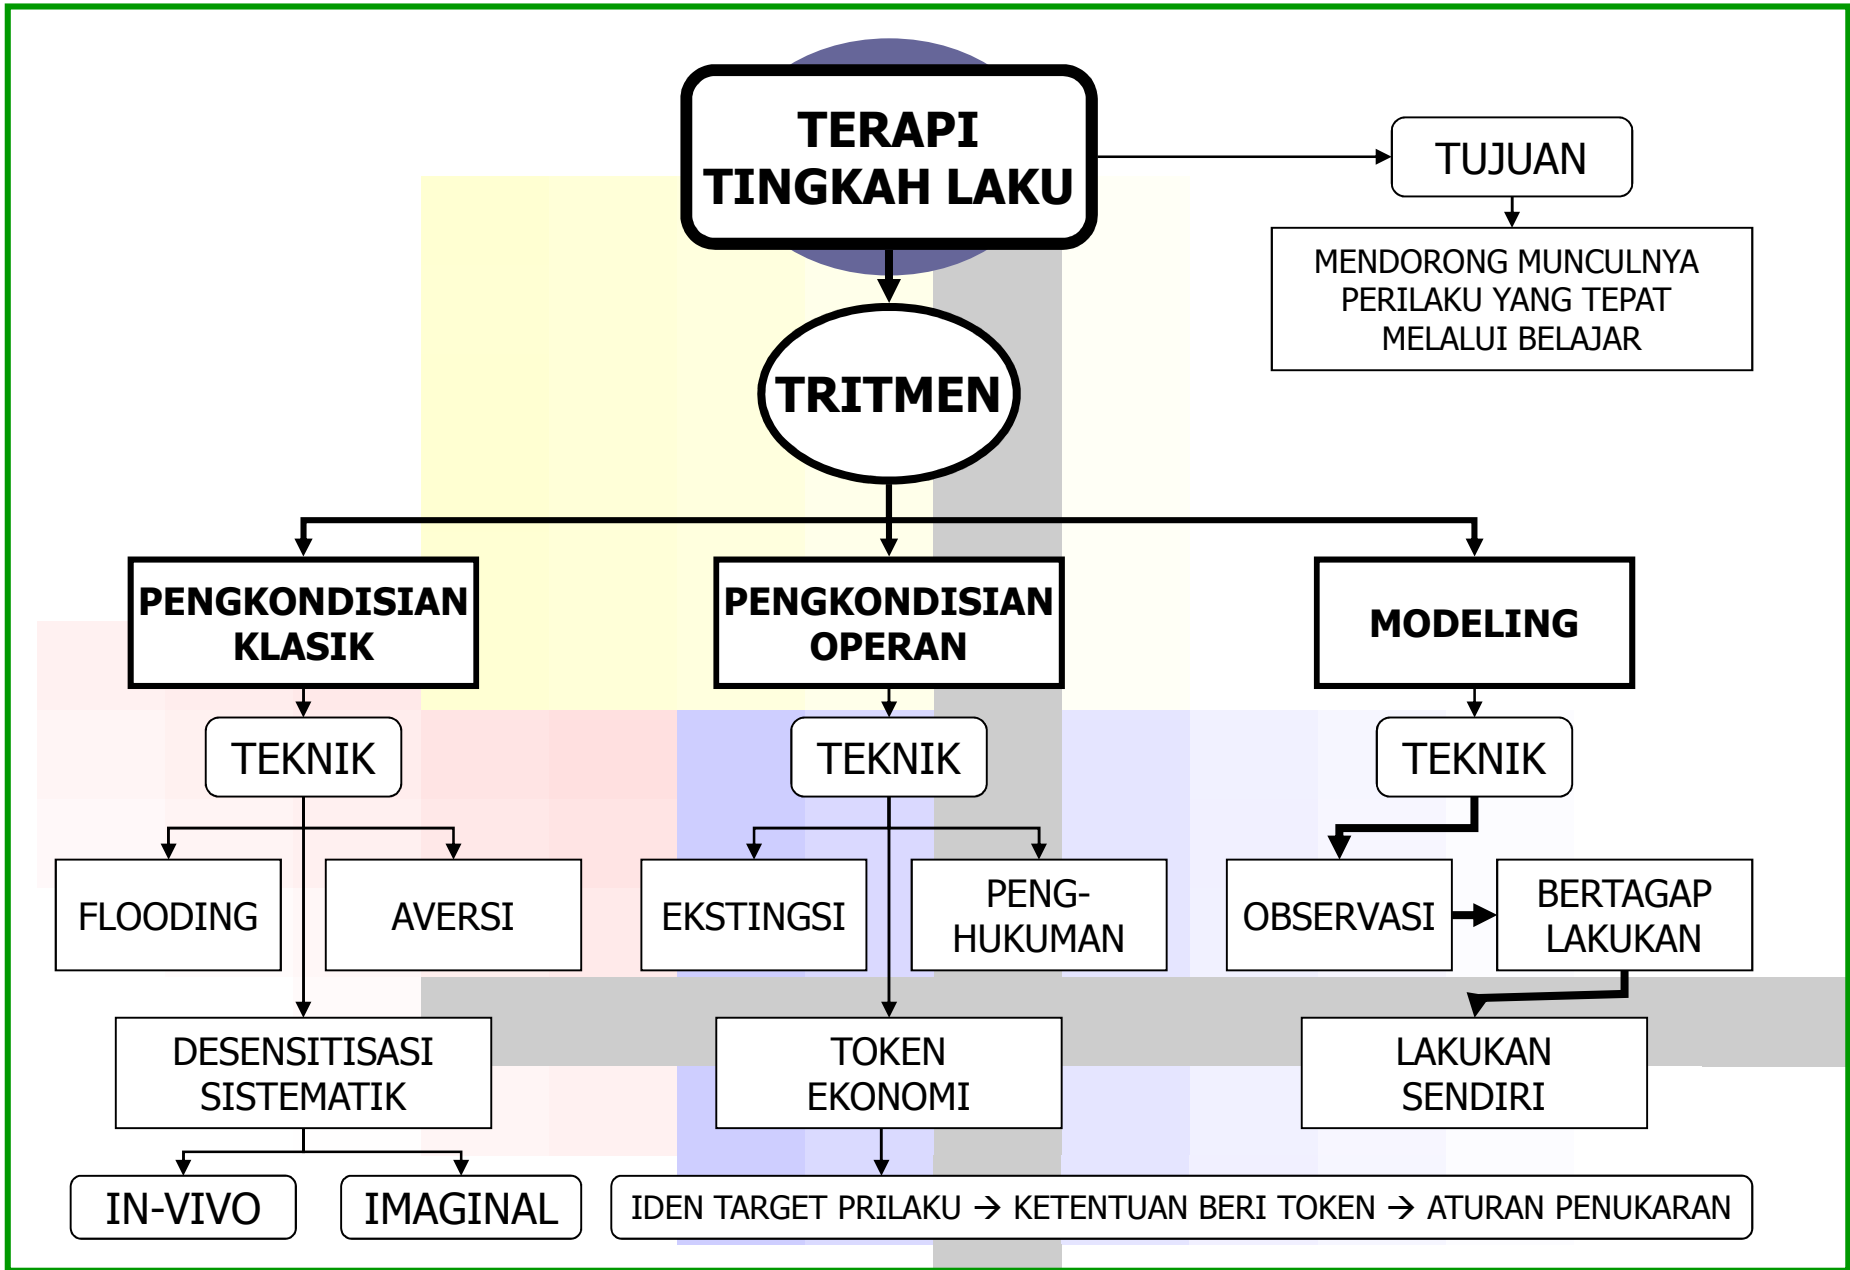 TERAPI
TINGKAH LAKU
TUJUAN
MENDORONG MUNCULNYA
PERILAKU YANG TEPAT
MELALUI BELAJAR
TRITMEN
PENGKONDISIAN
KLASIK
PENGKONDISIAN
OPERAN
MODELING
TEKNIK
TEKNIK
TEKNIK
FLOODING
AVERSI
EKSTINGSI
PENG-
HUKUMAN
OBSERVASI
BERTAGAP
LAKUKAN
DESENSITISASI
SISTEMATIK
TOKEN
EKONOMI
LAKUKAN
SENDIRI
IN-VIVO
IMAGINAL
IDEN TARGET PRILAKU → KETENTUAN BERI TOKEN → ATURAN PENUKARAN